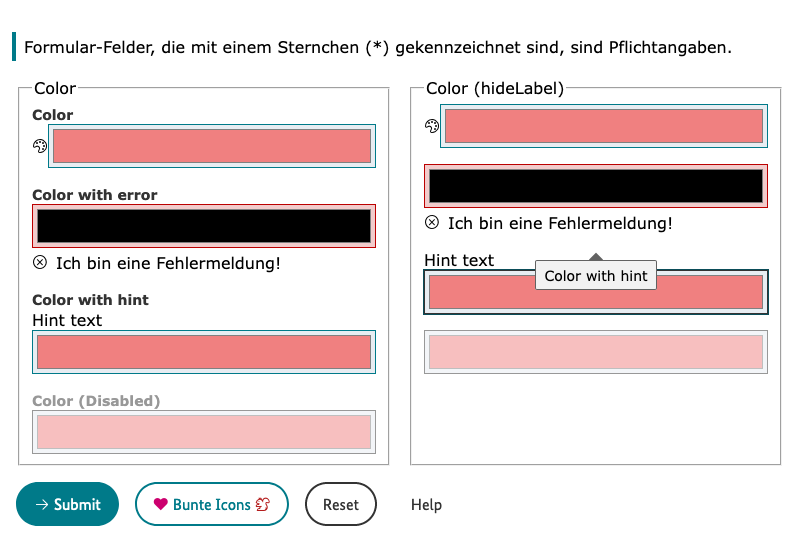 Formular-Felder, die mit einem Sternchen (*) gekennzeichnet sind, sind Pflichtangaben.
Color
Color
Color with error
Ich bin eine Fehlermeldung!
Color with hint
Hint text
Color (Disabled)
Color (hideLabel)
Ich bin eine Fehlermeldung!
Hint text
Color with hint
Submit
Bunte Icons
Reset
Help